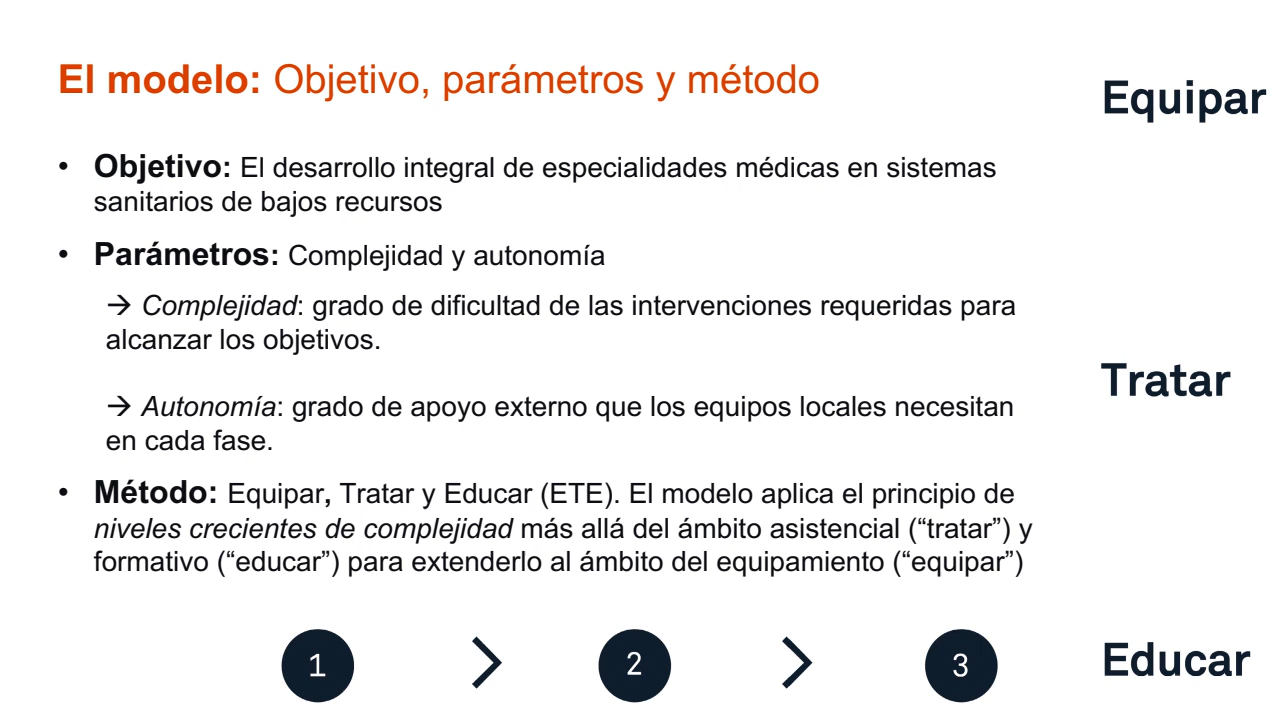 El modelo: Objetivo, parámetros y método
Equipar
• Objetivo: El desarrollo integral de especialidades médicas en sistemas
sanitarios de bajos recursos
• Parámetros: Complejidad y autonomía
→ Complejidad: grado de dificultad de las intervenciones requeridas para
alcanzar los objetivos.
Tratar
→ Autonomía: grado de apoyo externo que los equipos locales necesitan
en cada fase.
• Método: Equipar, Tratar y Educar (ETE). El modelo aplica el principio de
niveles crecientes de complejidad más allá del ámbito asistencial (“tratar”) y
formativo (“educar”) para extenderlo al ámbito del equipamiento (“equipar”)
1 2 3
Educar